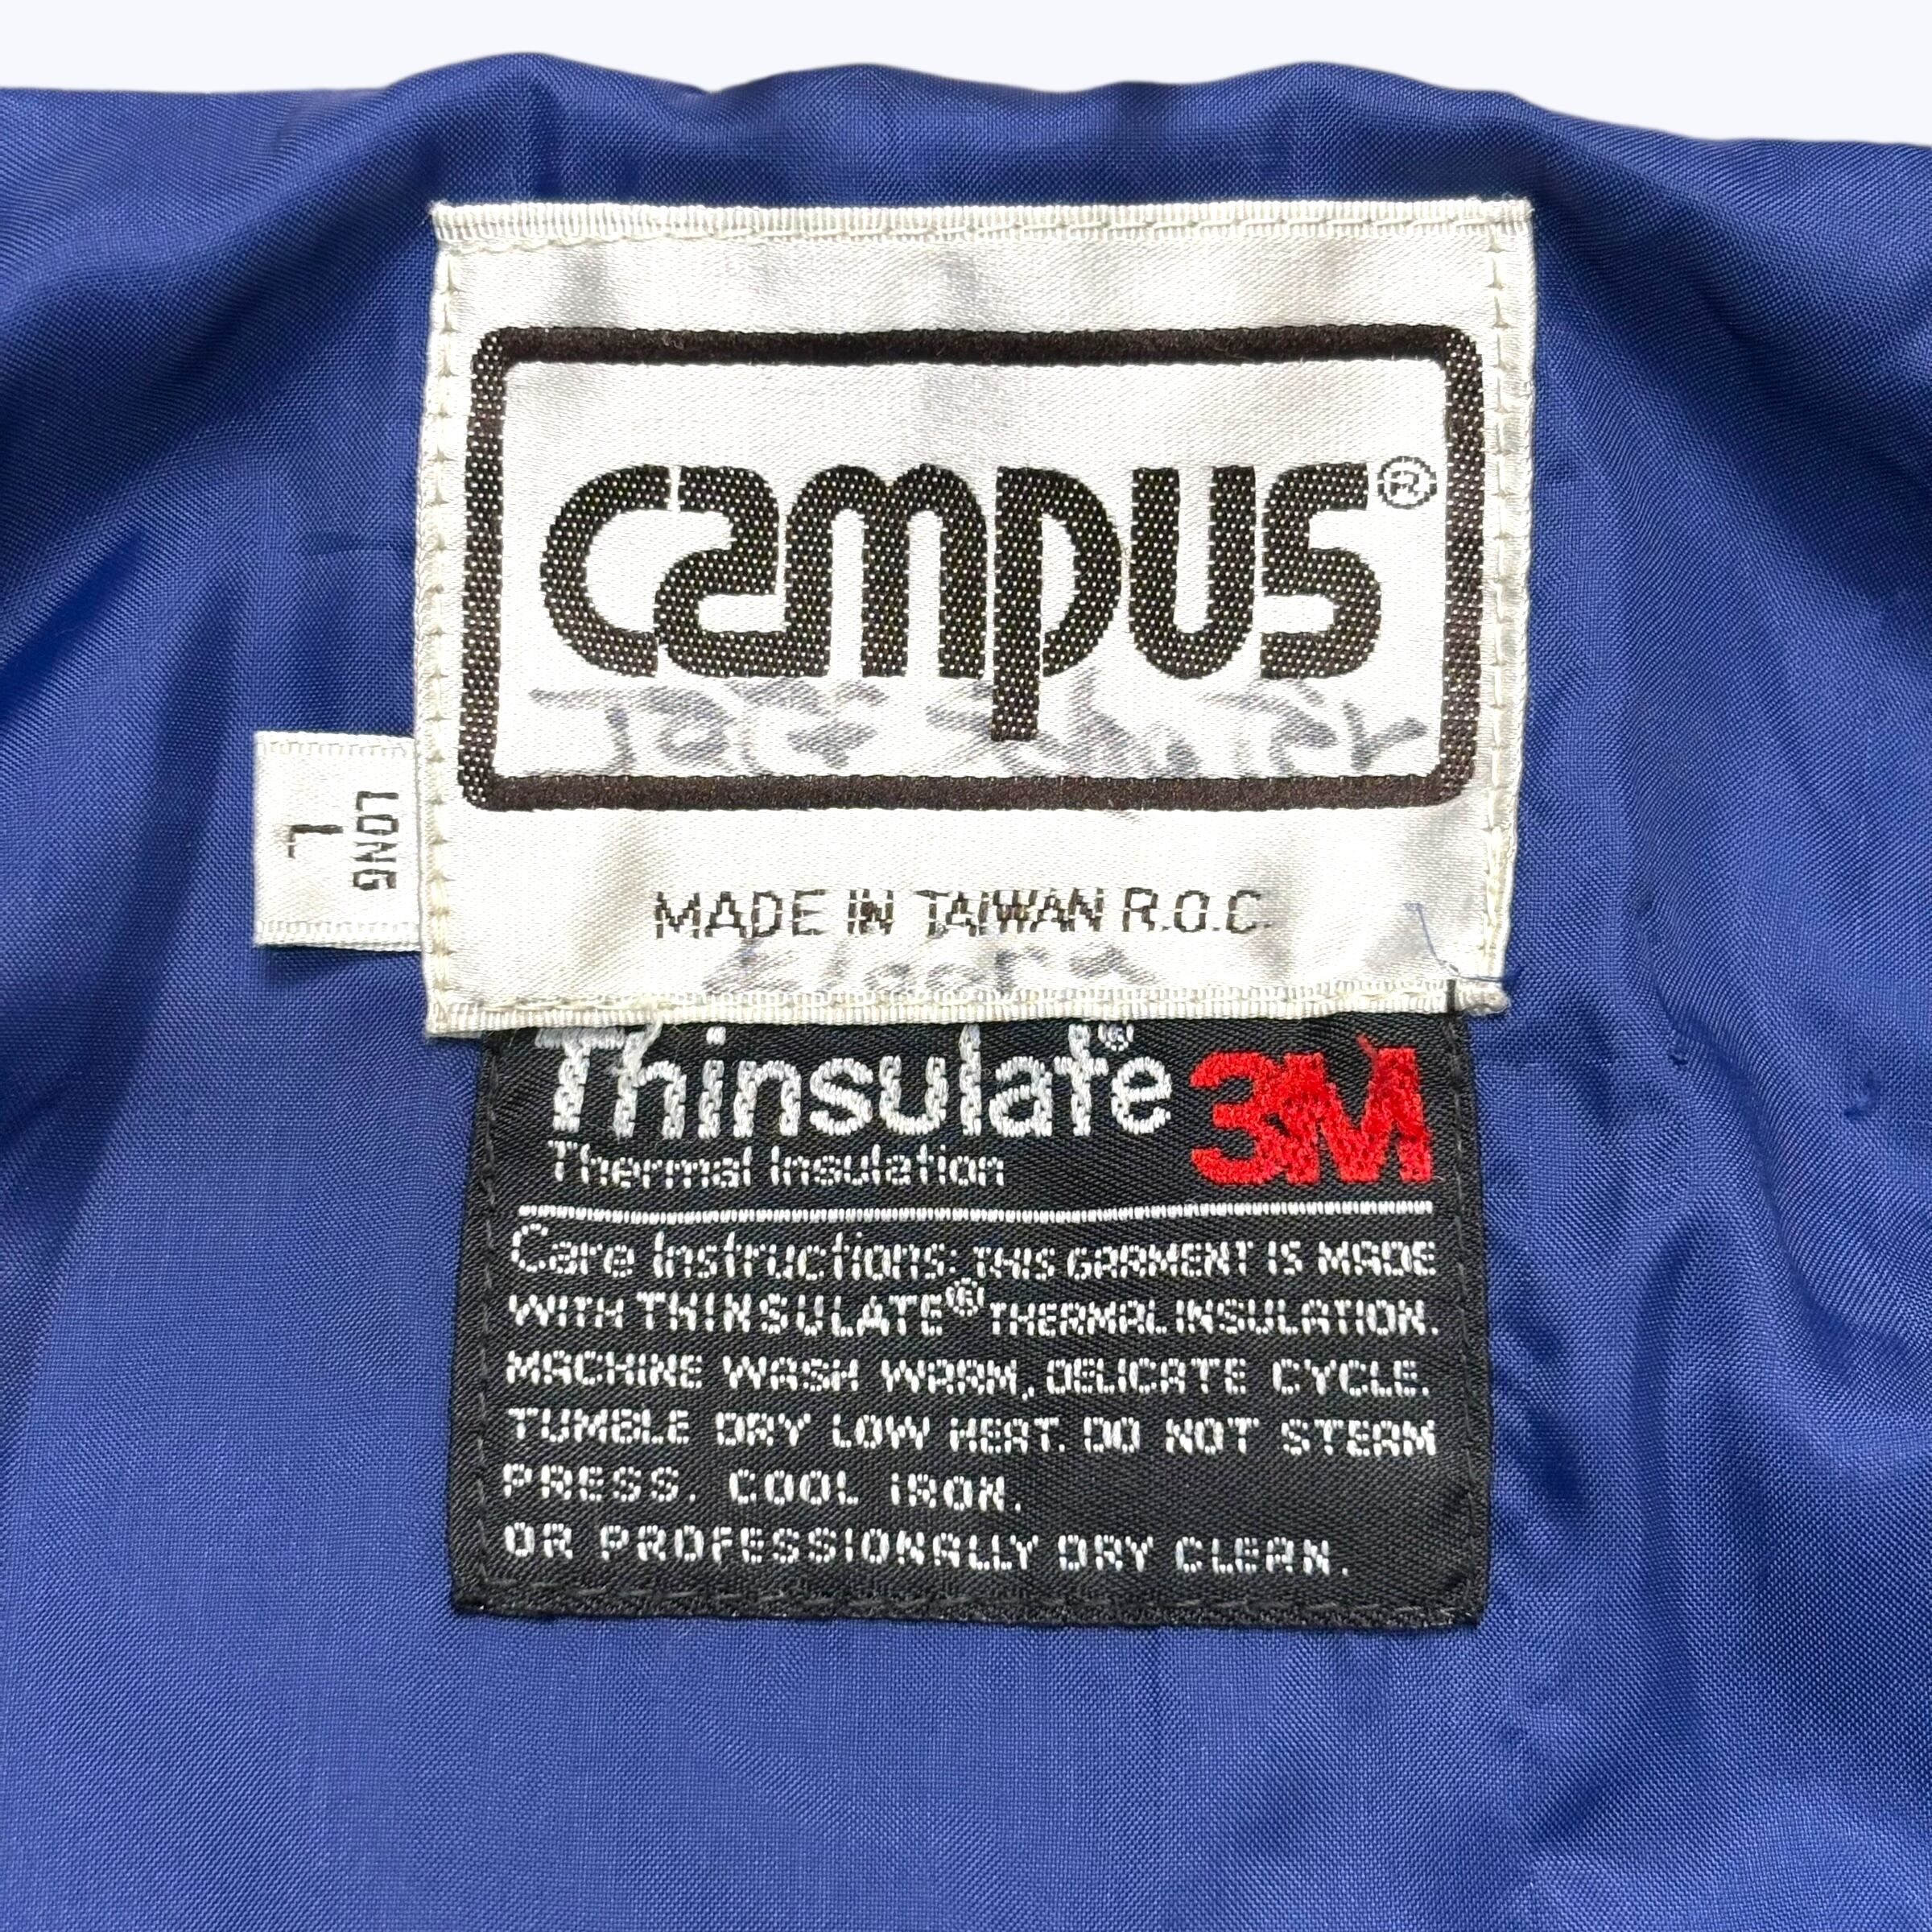 campus®
MADE IN TAIWAN R.O.C.
LONG
L
Thinsulate® 3M
Thermal Insulation
Care Instructions: THIS GARMENT IS MADE
WITH THINSULATE® THERMAL INSULATION.
MACHINE WASH WARM, DELICATE CYCLE.
TUMBLE DRY LOW HEAT. DO NOT STEAM
PRESS. COOL IRON.
OR PROFESSIONALLY DRY CLEAN.